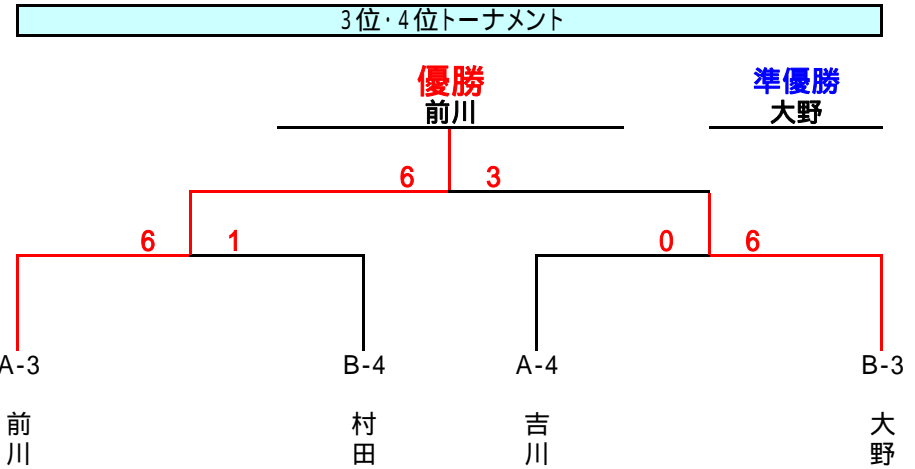 3位・4位トーナメント
優勝 準優勝
前川 大野
6 3
6 1 0 6
A-3 B-4 A-4 B-3
前川 村田 吉川 大野